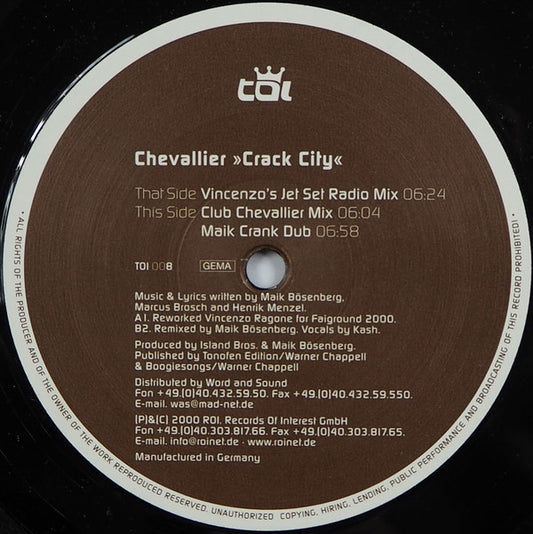 toi
Chevallier »Crack City«
That Side Vincenzo's Jet Set Radio Mix 06:24
This Side Club Chevallier Mix 06:04
Maik Crank Dub 06:58
TOI 008 GEMA
Music & Lyrics written by Maik Bösenberg,
Marcus Brosch and Henrik Menzel.
A1. Reworked Vincenzo Ragone for Faiground 2000.
B2. Remixed by Maik Bösenberg. Vocals by Kash.
Produced by Island Bros. & Maik Bösenberg.
Published by Tonofen Edition/Warner Chappell
& Boogiesongs/Warner Chappell
Distributed by Word and Sound
Fon +49.(0)40.432.59.50. Fax +49.(0)40.432.59.550.
E-mail. was@mad-net.de
(P)&(C) 2000 ROI. Records Of Interest GmbH
Fon +49.(0)40.303.817.66. Fax +49.(0)40.303.817.65.
E-mail. info@roinet.de · www.roinet.de
Manufactured in Germany
• ALL RIGHTS OF THE PRODUCER AND OF THE OWNER OF THE WORK REPRODUCED RESERVED. UNAUTHORIZED COPYING, HIRING, LENDING, PUBLIC PERFORMANCE AND BROADCASTING OF THIS RECORD PROHIBITED! •